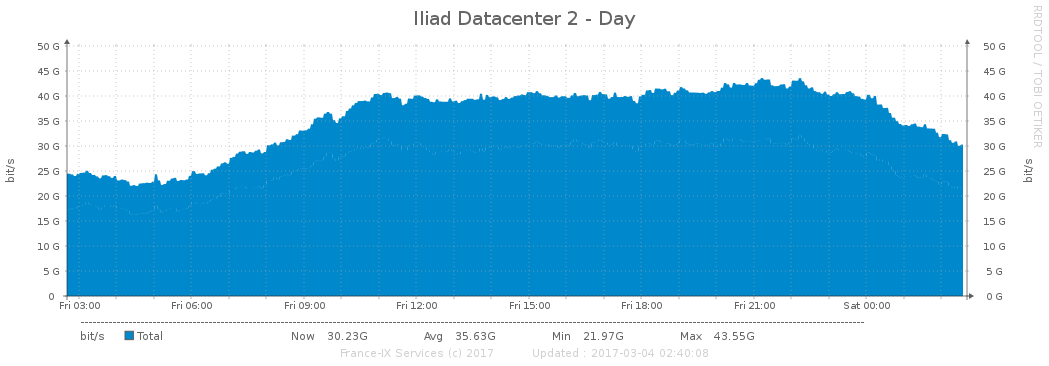 Iliad Datacenter 2 - Day
RRDTOOL / TOBI OETIKER
50 G 50 G
45 G 45 G
40 G 40 G
35 G 35 G
30 G 30 G
25 G 25 G
20 G 20 G
15 G 15 G
10 G 10 G
5 G 5 G
0 0 G
bit/s bit/s
Fri 03:00 Fri 06:00 Fri 09:00 Fri 12:00 Fri 15:00 Fri 18:00 Fri 21:00 Sat 00:00
bit/s Total Now 30.23G Avg 35.63G Min 21.97G Max 43.55G
France-IX Services (c) 2017 Updated : 2017-03-04 02:40:08